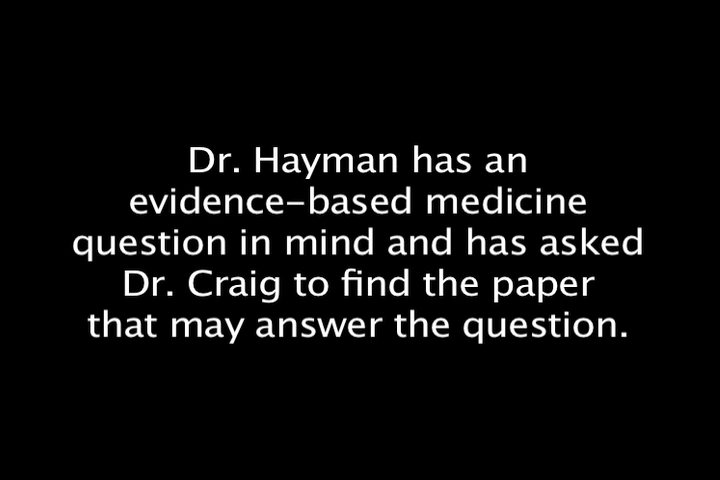 Dr. Hayman has an
evidence–based medicine
question in mind and has asked
Dr. Craig to find the paper
that may answer the question.